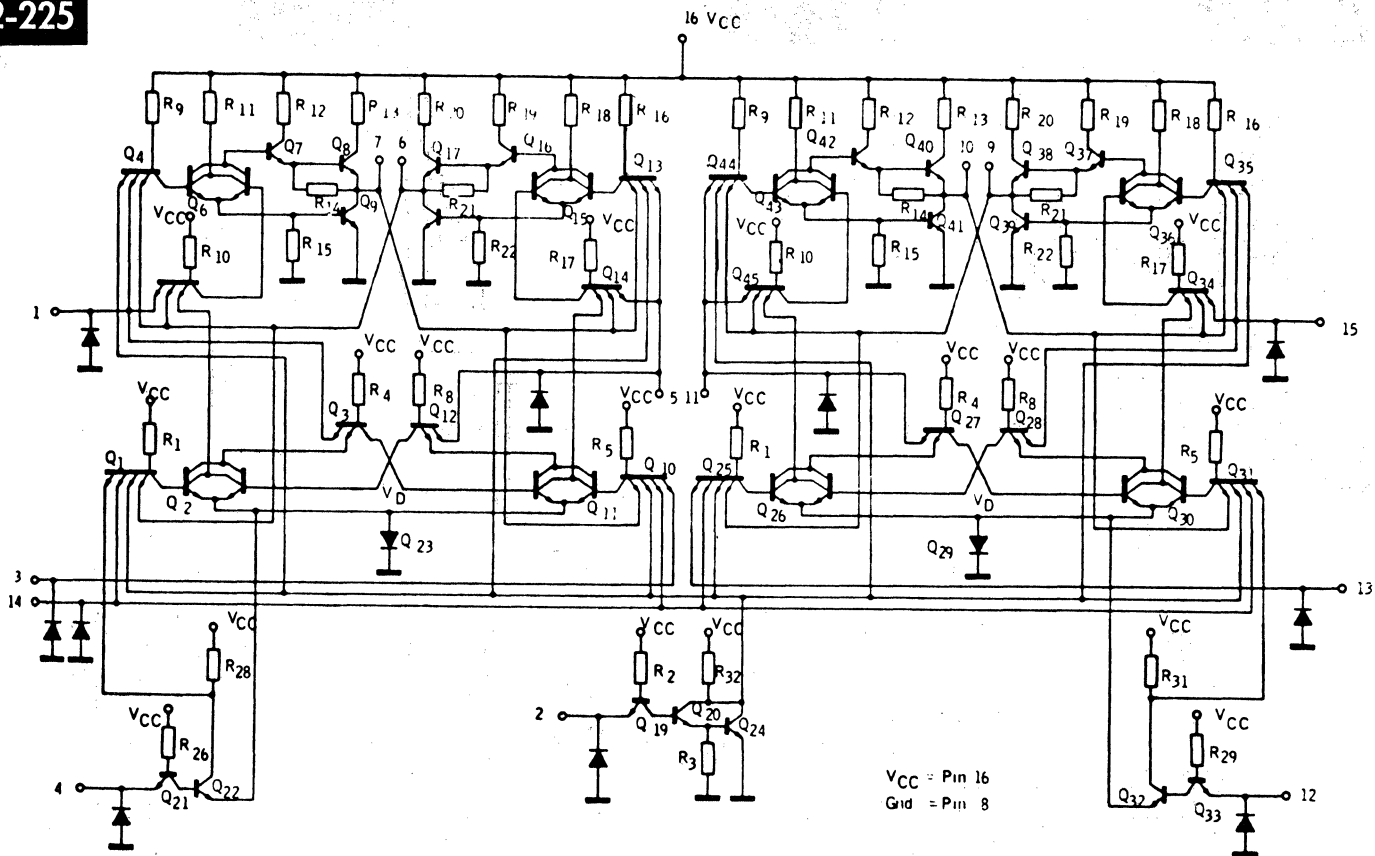 2-225
16 VCC
R9 R11 R12 R13 R20 R19 R18 R16 R9 R11 R12 R13 R20 R19 R18 R16
Q4 Q7 Q8 7 6 Q17 Q16 Q13 Q44 Q42 Q40 10 9 Q38 Q37 Q35
Q6 R14 Q9 R21 Q15 Q43 R14 Q41 Q39 R21 Q36
VCC R15 R22 VCC VCC R15 R22 VCC
R10 R17 Q14 Q45 R10 R17 Q34
1 15
VCC VCC VCC VCC
VCC R4 R8 VCC 5 11 VCC R4 R8 VCC
Q3 Q12 Q27 Q28
Q1 R1 R5 Q10 Q25 R1 R5 Q31
Q2 VD Q11 Q26 VD Q30
Q23 Q29
3 13
14
VCC VCC VCC VCC
R28 R2 R32 R31
VCC 2 Q19 Q20 Q24 VCC
R26 R3 R29
4 Q21 Q22 Q32 Q33 12
VCC = Pin 16
Gnd = Pin 8